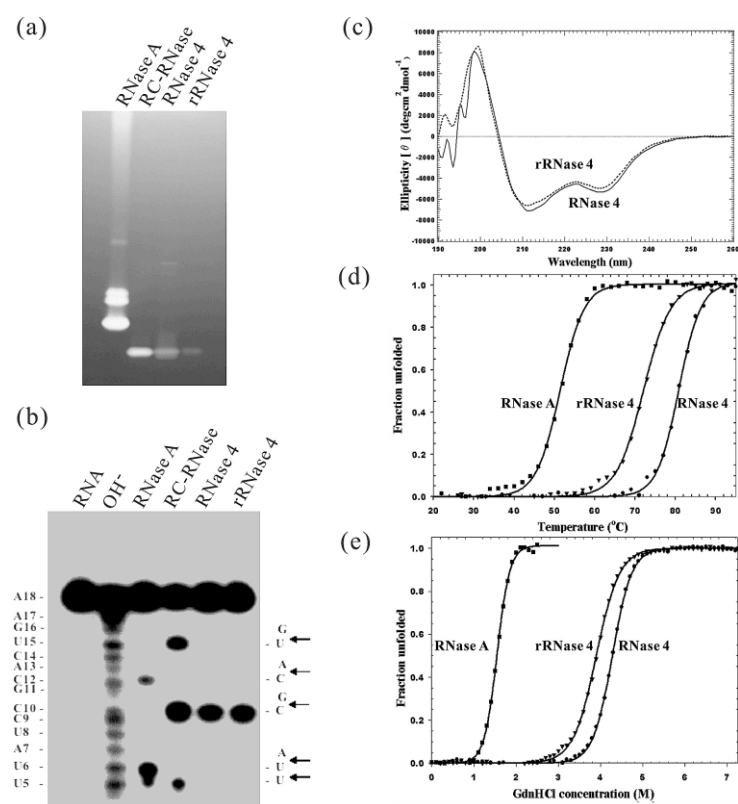 (a)
RNase A
RC-RNase
RNase 4
rRNase 4
(b)
RNA
OH-
RNase A
RC-RNase
RNase 4
rRNase 4
A18 -
A17 -
G16 -
U15 -
C14 -
A13 -
C12 -
G11 -
C10 -
C9 -
U8 -
A7 -
U6 -
U5 -
G
- U
A
- C
G
- C
A
- U
- U
(c)
Ellipticity [θ] (degcm2dmol-1)
10000
8000
6000
4000
2000
0
-2000
-4000
-6000
-8000
-10000
rRNase 4
RNase 4
190 200 210 220 230 240 250 260
Wavelength (nm)
(d)
Fraction unfolded
1.0
0.8
0.6
0.4
0.2
0.0
RNase A
rRNase 4
RNase 4
20 30 40 50 60 70 80 90
Temperature (oC)
(e)
Fraction unfolded
1.0
0.8
0.6
0.4
0.2
0.0
RNase A
rRNase 4
RNase 4
0 1 2 3 4 5 6 7
GdnHCl concentration (M)